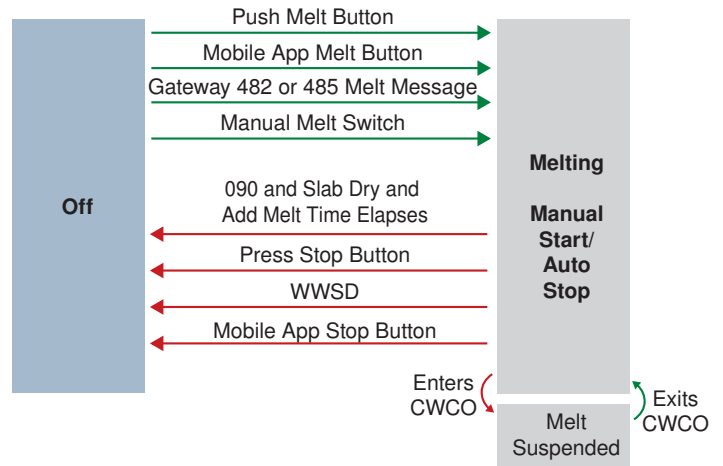 Push Melt Button
Mobile App Melt Button
Gateway 482 or 485 Melt Message
Manual Melt Switch
Off
090 and Slab Dry and
Add Melt Time Elapses
Press Stop Button
WWSD
Mobile App Stop Button
Melting
Manual
Start/
Auto
Stop
Enters
CWCO
Melt
Suspended
Exits
CWCO